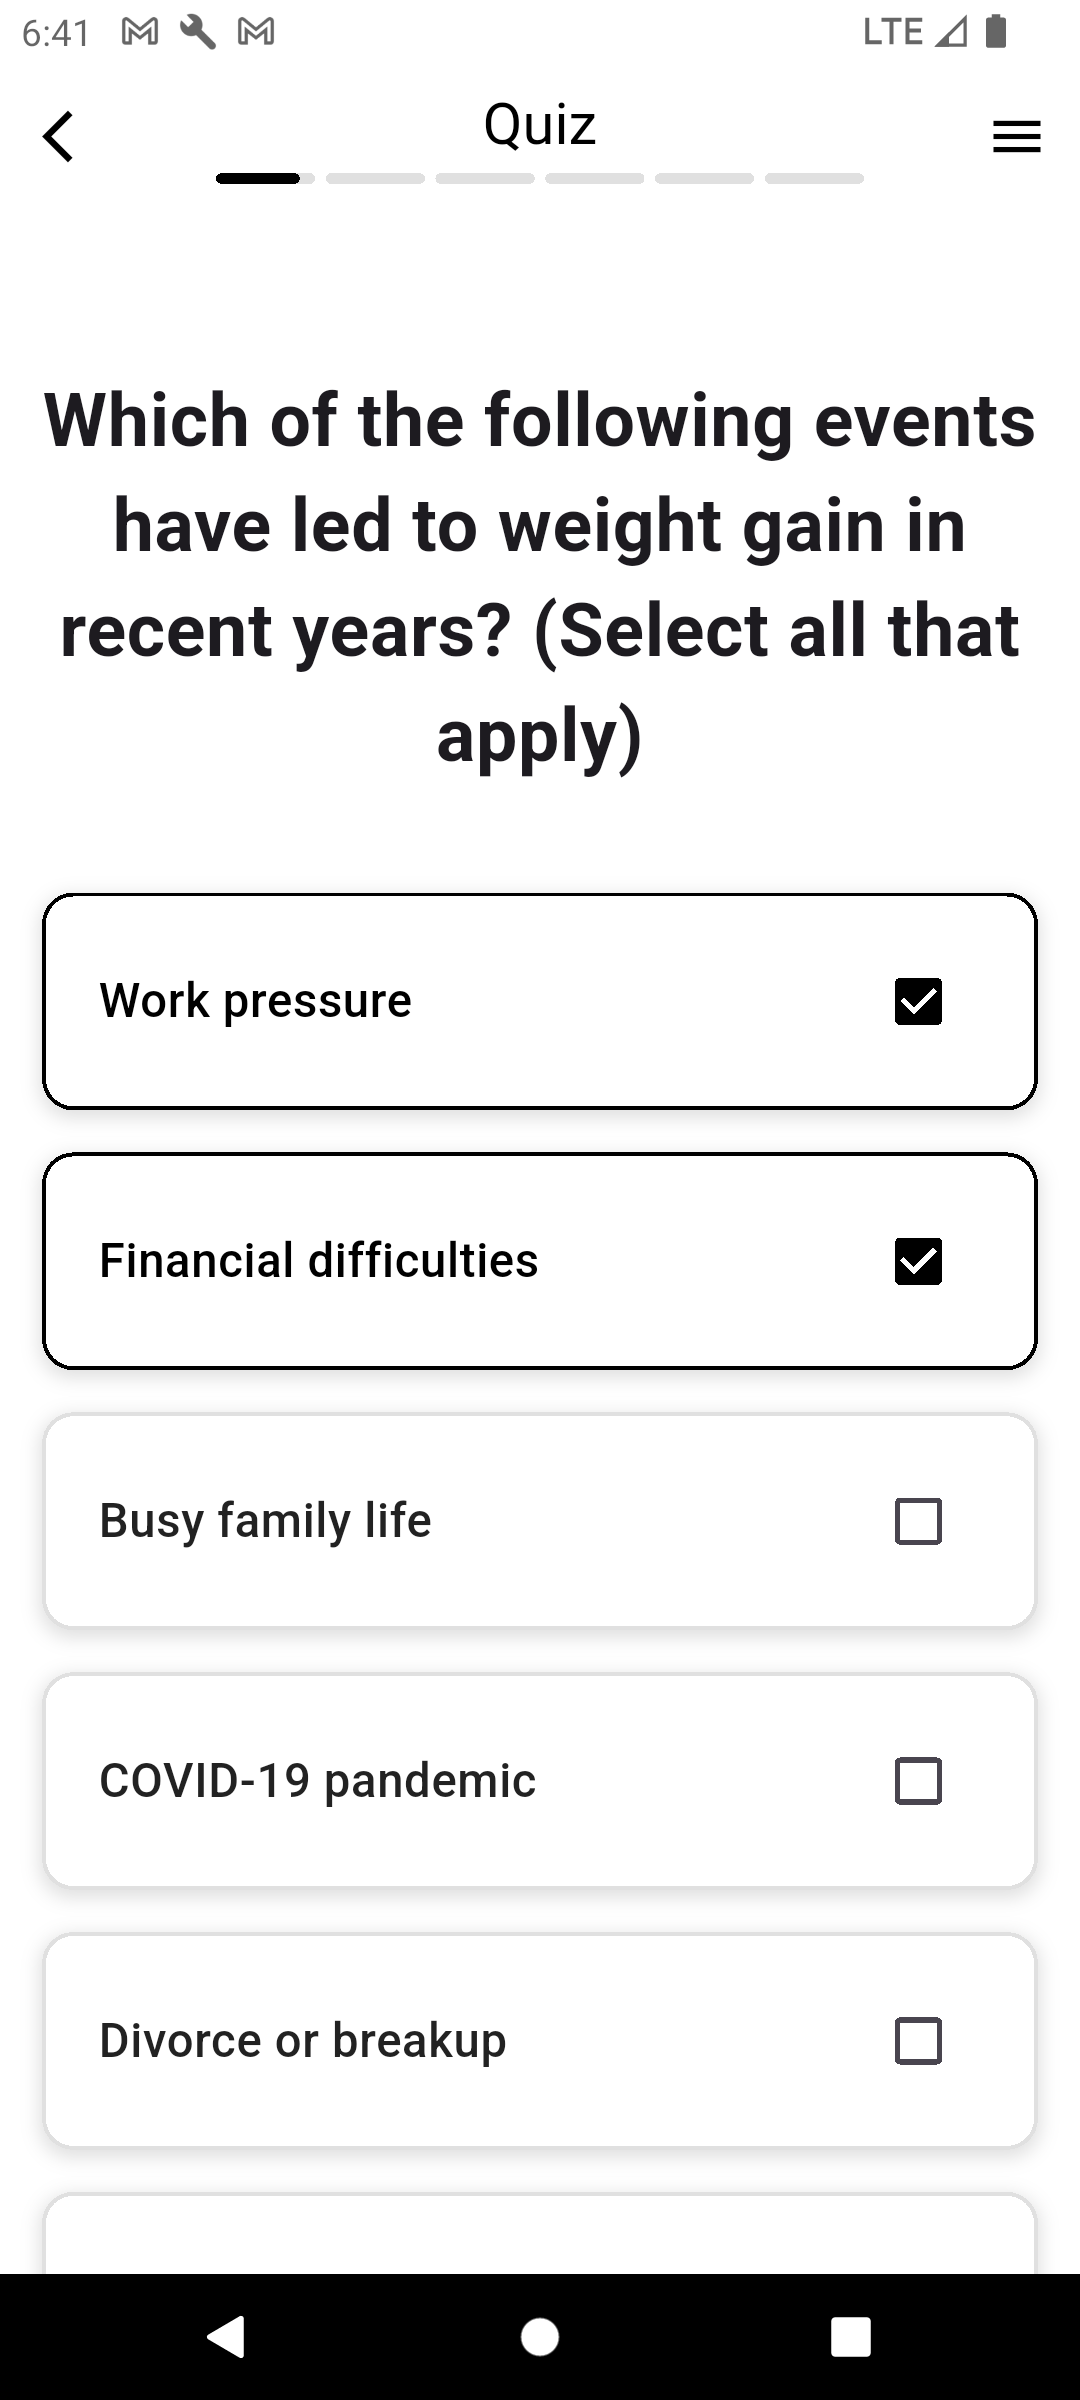 6:41
LTE
Quiz
Which of the following events
have led to weight gain in
recent years? (Select all that
apply)
Work pressure
Financial difficulties
Busy family life
COVID-19 pandemic
Divorce or breakup